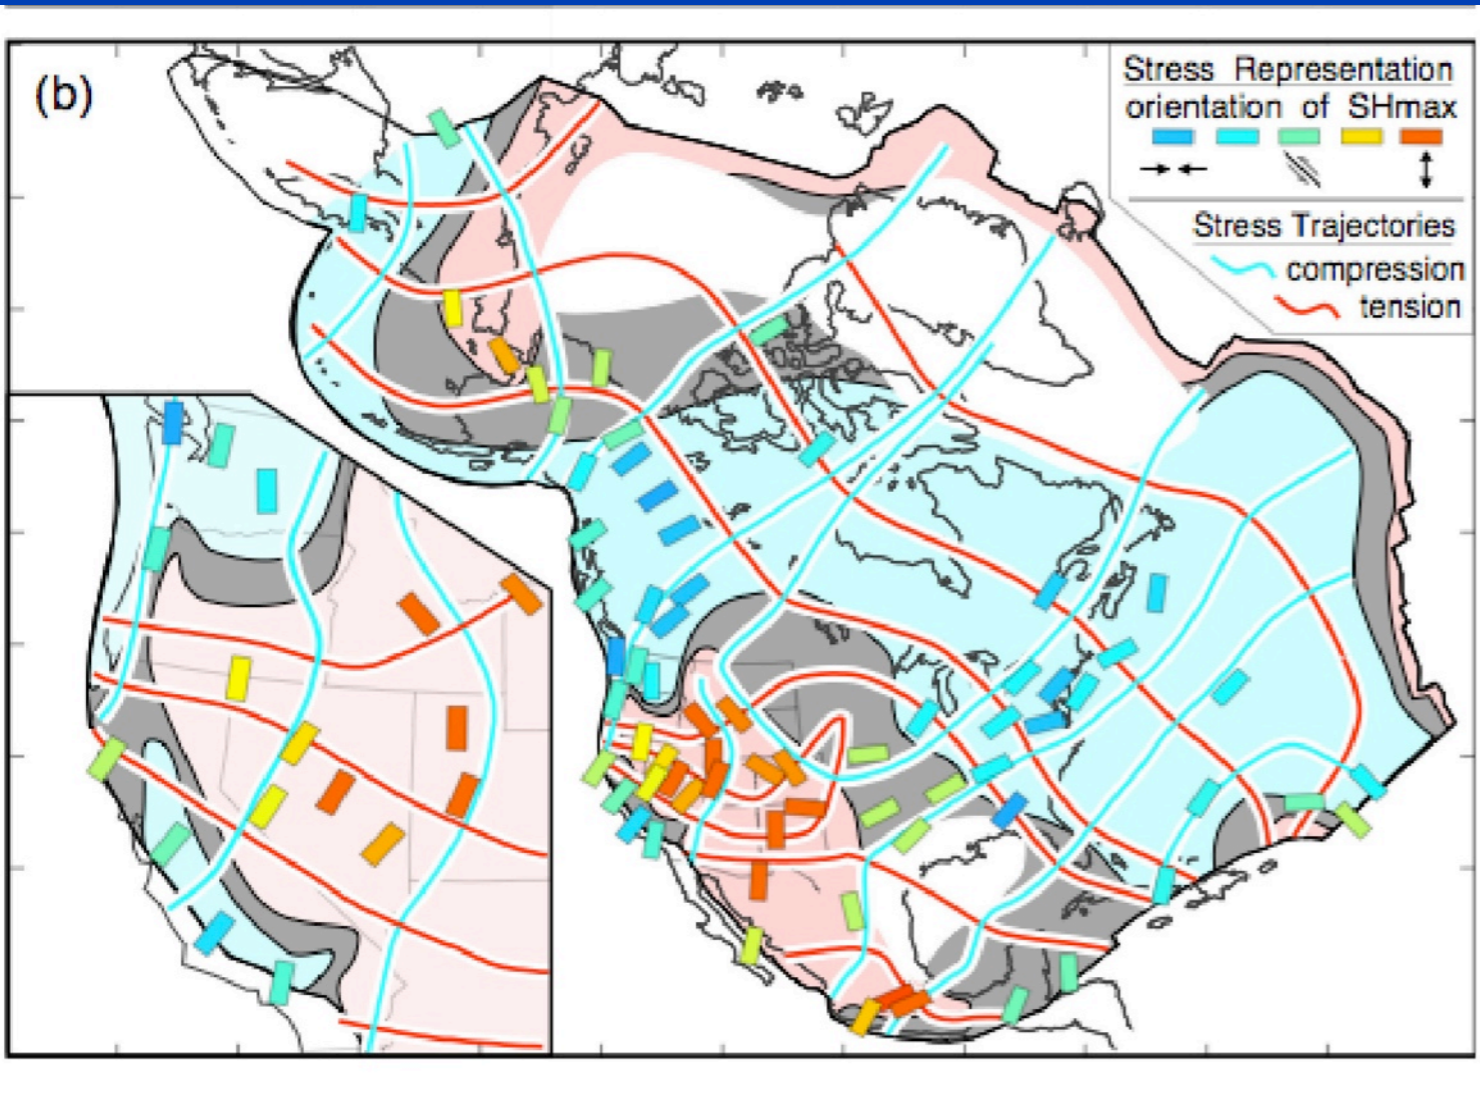 (b)
Stress Representation
orientation of SHmax
Stress Trajectories
compression
tension